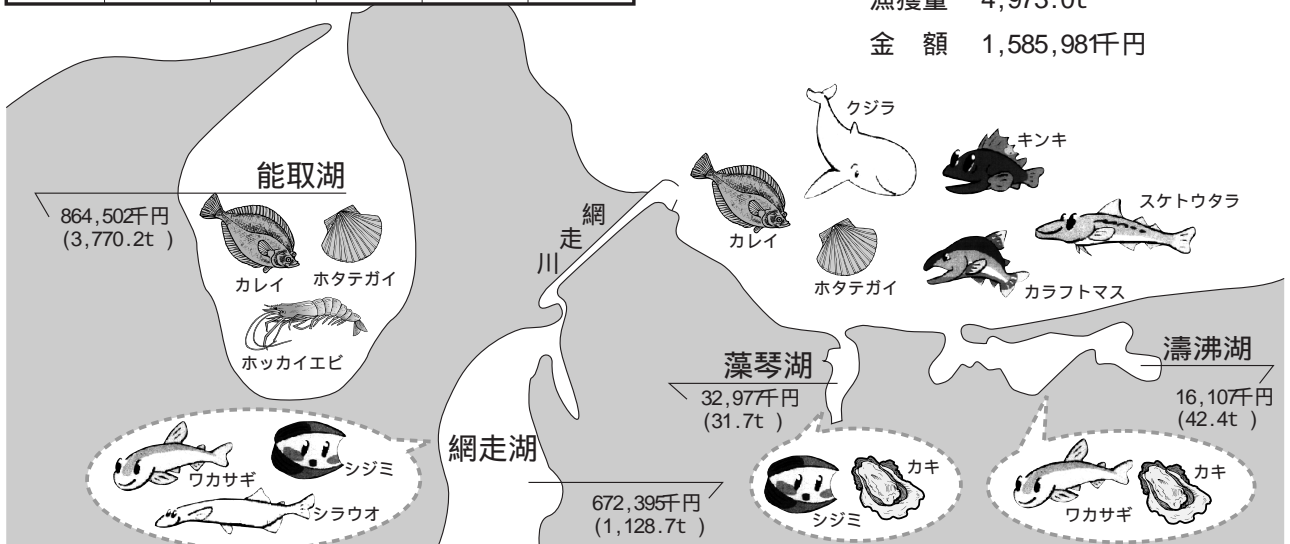 漁獲量 4,973.0t
金 額 1,585,981千円
クジラ
キンキ
スケトウタラ
カレイ
ホタテガイ
カラフトマス
能取湖
864,502千円
(3,770.2t )
カレイ
ホタテガイ
ホッカイエビ
網走川
藻琴湖
32,977千円
(31.7t )
濤沸湖
16,107千円
(42.4t )
網走湖
672,395千円
(1,128.7t )
ワカサギ
シジミ
シラウオ
シジミ
カキ
ワカサギ
カキ